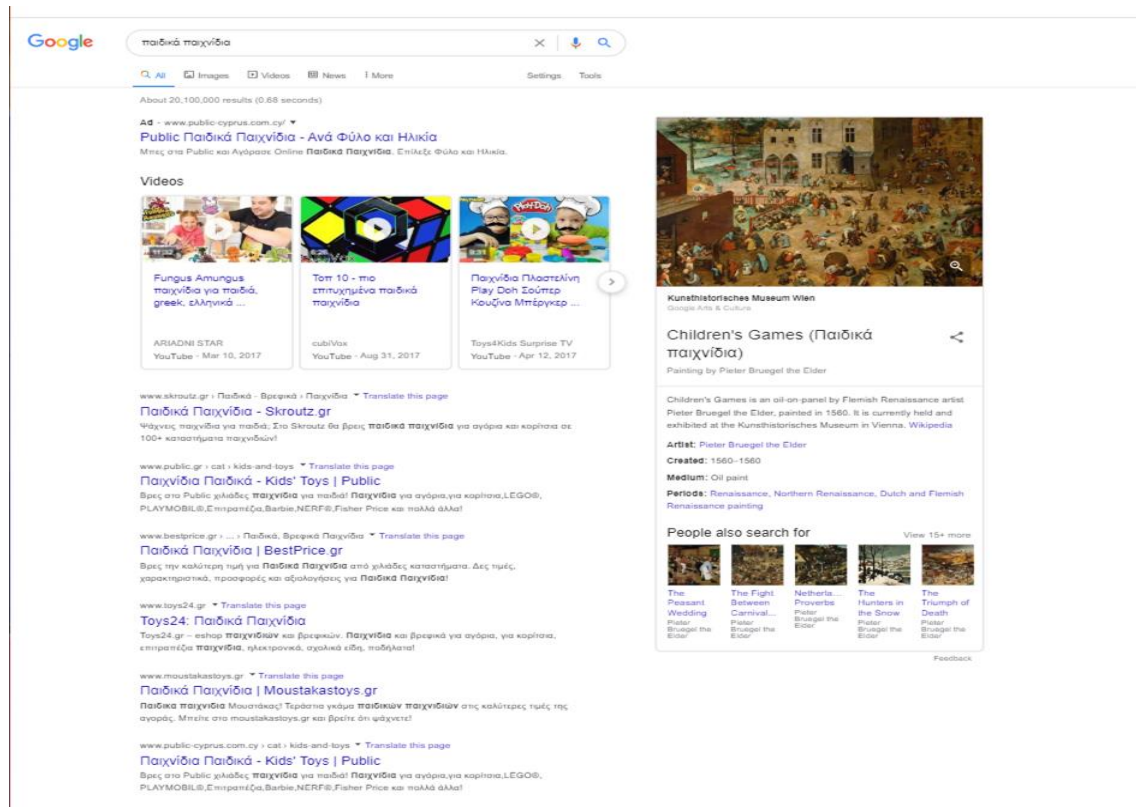 Google
παιδικά παιχνίδια
All Images Videos News More Settings Tools
About 20,100,000 results (0.68 seconds)
Ad · www.public-cyprus.com.cy/
Public Παιδικά Παιχνίδια - Ανά Φύλο και Ηλικία
Μπες στα Public και Αγόρασε Online Παιδικά Παιχνίδια. Επίλεξε Φύλο και Ηλικία.
Videos
11:32
Fungus Amungus
παιχνίδια για παιδιά,
greek, ελληνικά ...
ARIADNI STAR
YouTube - Mar 10, 2017
Τοπ 10 - πιο
επιτυχημένα παιδικά
παιχνίδια
cubiVox
YouTube - Aug 31, 2017
Play-Doh
Παιχνίδια Πλαστελίνη
Play Doh Σούπερ
Κουζίνα Μπέργκερ ...
Toys4Kids Surprise TV
YouTube - Apr 12, 2017
www.skroutz.gr › Παιδικά - Βρεφικά › Παιχνίδια Translate this page
Παιδικά Παιχνίδια - Skroutz.gr
Ψάχνεις παιχνίδια για παιδιά; Στο Skroutz θα βρεις παιδικά παιχνίδια για αγόρια και κορίτσια σε
100+ καταστήματα παιχνιδιών!
www.public.gr › cat › kids-and-toys Translate this page
Παιχνίδια Παιδικά - Kids' Toys | Public
Βρες στο Public χιλιάδες παιχνίδια για παιδιά! Παιχνίδια για αγόρια,για κορίτσια,LEGO®,
PLAYMOBIL®,Επιτραπέζια,Barbie,NERF®,Fisher Price και πολλά άλλα!
www.bestprice.gr › ... › Παιδικά, Βρεφικά Παιχνίδια Translate this page
Παιδικά Παιχνίδια | BestPrice.gr
Βρες την καλύτερη τιμή για Παιδικά Παιχνίδια από χιλιάδες καταστήματα. Δες τιμές,
χαρακτηριστικά, προσφορές και αξιολογήσεις για Παιδικά Παιχνίδια!
www.toys24.gr Translate this page
Toys24: Παιδικά Παιχνίδια
Toys24.gr – eshop παιχνιδιών και βρεφικών. Παιχνίδια και βρεφικά για αγόρια, για κορίτσια,
επιτραπέζια παιχνίδια, ηλεκτρονικά, σχολικά είδη, ποδήλατα!
www.moustakastoys.gr Translate this page
Παιδικά Παιχνίδια | Moustakastoys.gr
Παιδικα παιχνίδια Μουστάκας! Τεράστια γκάμα παιδικών παιχνιδιών στις καλύτερες τιμές της
αγοράς. Μπείτε στο moustakastoys.gr και βρείτε ότι ψάχνετε!
www.public-cyprus.com.cy › cat › kids-and-toys Translate this page
Παιχνίδια Παιδικά - Kids' Toys | Public
Βρες στο Public χιλιάδες παιχνίδια για παιδιά! Παιχνίδια για αγόρια,για κορίτσια,LEGO®,
PLAYMOBIL®,Επιτραπέζια,Barbie,NERF®,Fisher Price και πολλά άλλα!
Kunsthistorisches Museum Wien
Google Arts & Culture
Children's Games (Παιδικά
παιχνίδια)
Painting by Pieter Bruegel the Elder
Children's Games is an oil-on-panel by Flemish Renaissance artist
Pieter Bruegel the Elder, painted in 1560. It is currently held and
exhibited at the Kunsthistorisches Museum in Vienna. Wikipedia
Artist: Pieter Bruegel the Elder
Created: 1560–1560
Medium: Oil paint
Periods: Renaissance, Northern Renaissance, Dutch and Flemish
Renaissance painting
People also search for View 15+ more
The
Peasant
Wedding
Pieter
Bruegel the
Elder
The Fight
Between
Carnival...
Pieter
Bruegel the
Elder
Netherla...
Proverbs
Pieter
Bruegel the
Elder
The
Hunters in
the Snow
Pieter
Bruegel the
Elder
The
Triumph of
Death
Pieter
Bruegel the
Elder
Feedback